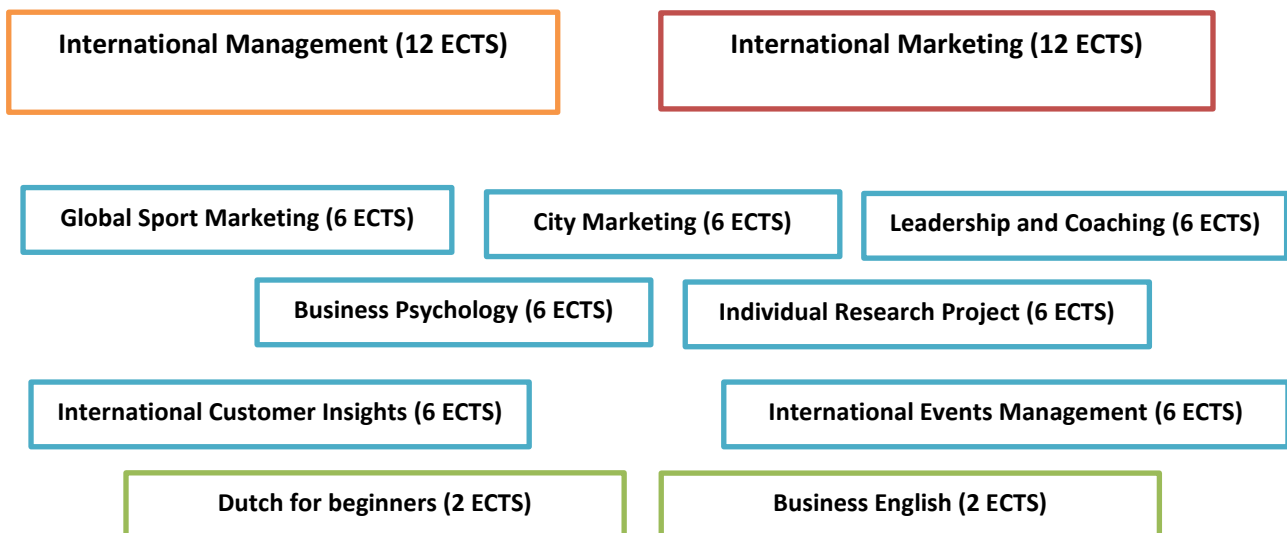 International Management (12 ECTS)
International Marketing (12 ECTS)
Global Sport Marketing (6 ECTS)
City Marketing (6 ECTS)
Leadership and Coaching (6 ECTS)
Business Psychology (6 ECTS)
Individual Research Project (6 ECTS)
International Customer Insights (6 ECTS)
International Events Management (6 ECTS)
Dutch for beginners (2 ECTS)
Business English (2 ECTS)